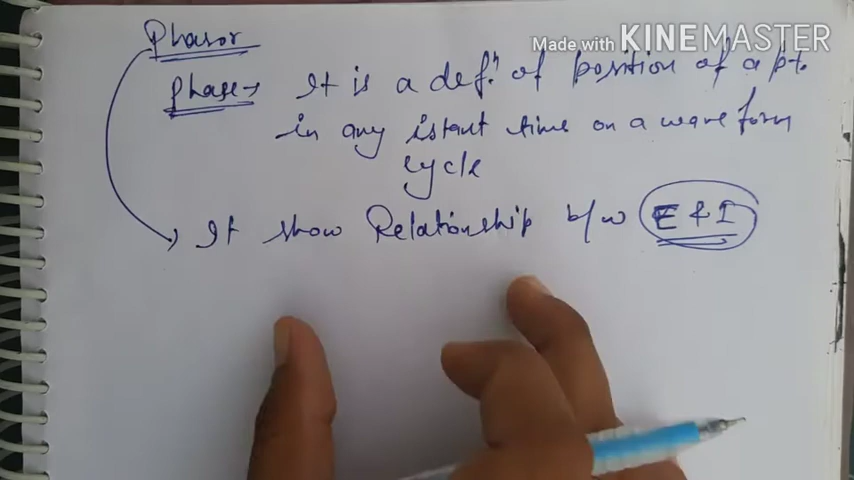 Phasor
Made with KINEMASTER
Phase → It is a defn. of position of a pt.
in any istant time on a wave form
cycle
It show Relationship b/w E & I